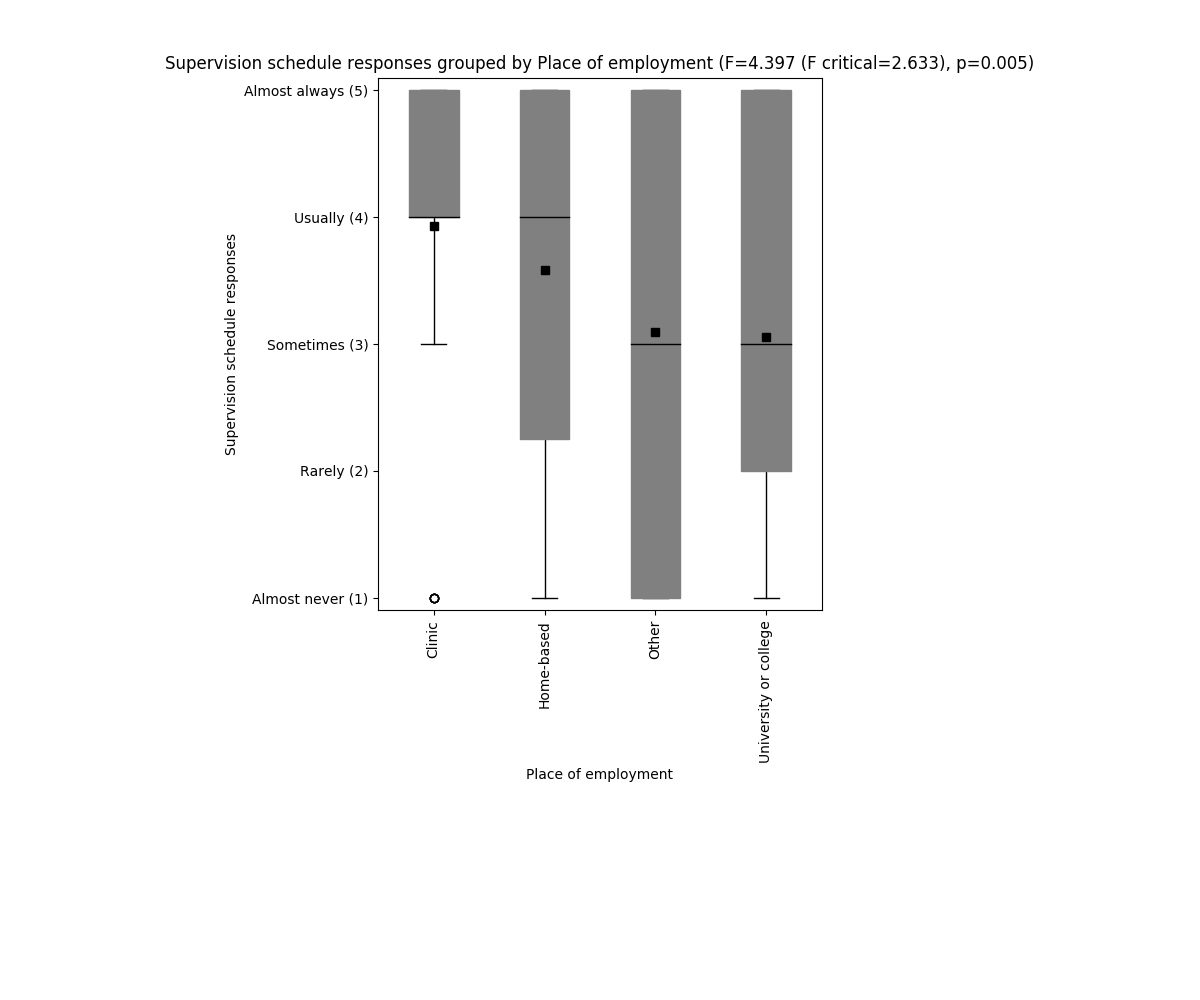 Supervision schedule responses grouped by Place of employment (F=4.397 (F critical=2.633), p=0.005)
Almost always (5)
Usually (4)
Sometimes (3)
Rarely (2)
Almost never (1)
Supervision schedule responses
Clinic
Home-based
Other
University or college
Place of employment